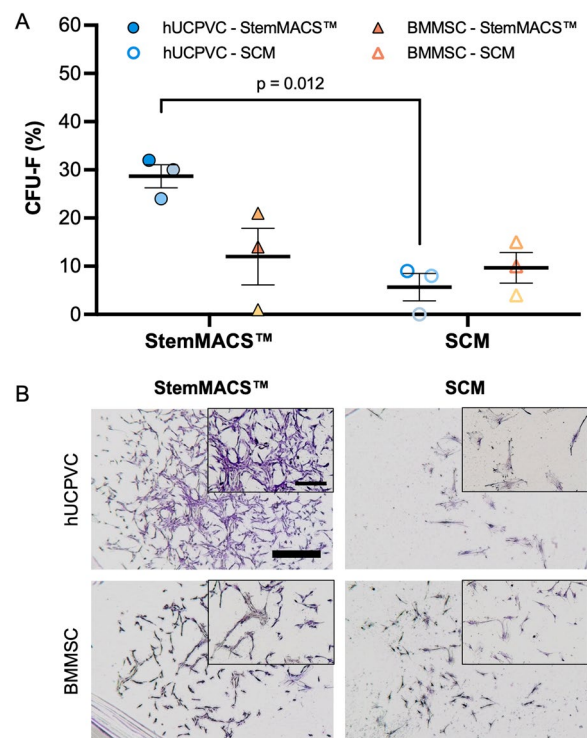 A
hUCPVC - StemMACS™
BMMSC - StemMACS™
hUCPVC - SCM
BMMSC - SCM
p = 0.012
CFU-F (%)
60
50
40
30
20
10
0
StemMACS™
SCM
B
StemMACS™
SCM
hUCPVC
BMMSC